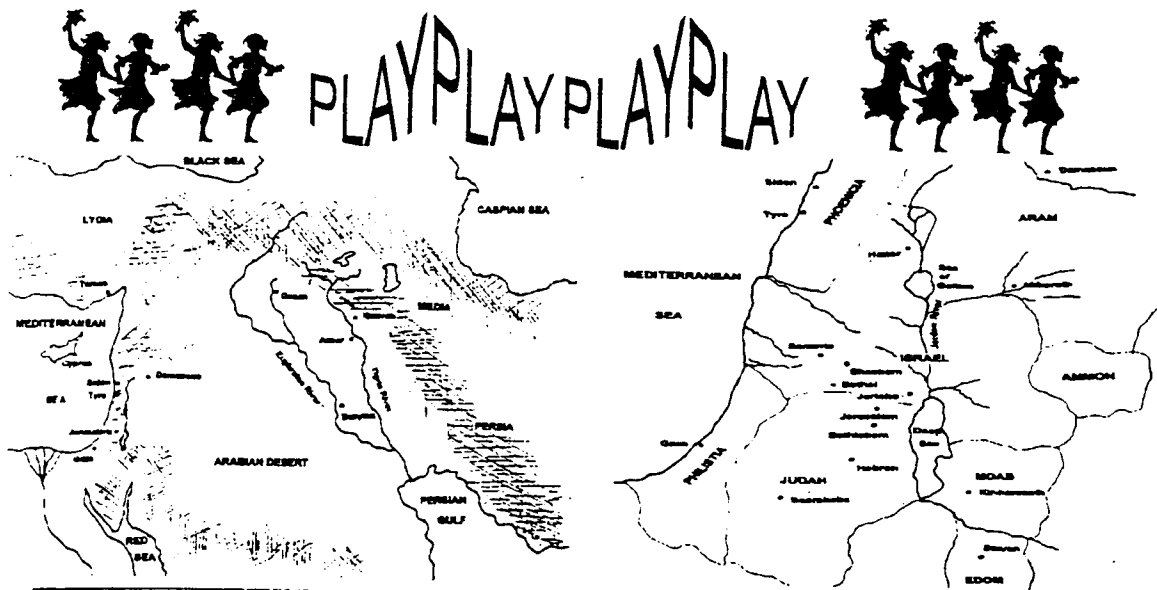 PLAYPLAYPLAYPLAY
BLACK SEA
LYDIA
CASPIAN SEA
MEDITERRANEAN
SEA
Cyprus
Sidon
Tyre
Damascus
Jerusalem
MEDIA
Euphrates River
Tigris River
Babylon
PERSIA
ARABIAN DESERT
PERSIAN
GULF
RED
SEA
Sidon
Tyre
PHOENICIA
Damascus
ARAM
Hazor
MEDITERRANEAN
SEA
Sea
of
Jordan River
Samaria
ISRAEL
Shechem
Bethel
Jericho
Jerusalem
Bethlehem
Dead
Sea
AMMON
Gaza
PHILISTIA
Hebron
JUDAH
Beersheba
MOAB
EDOM